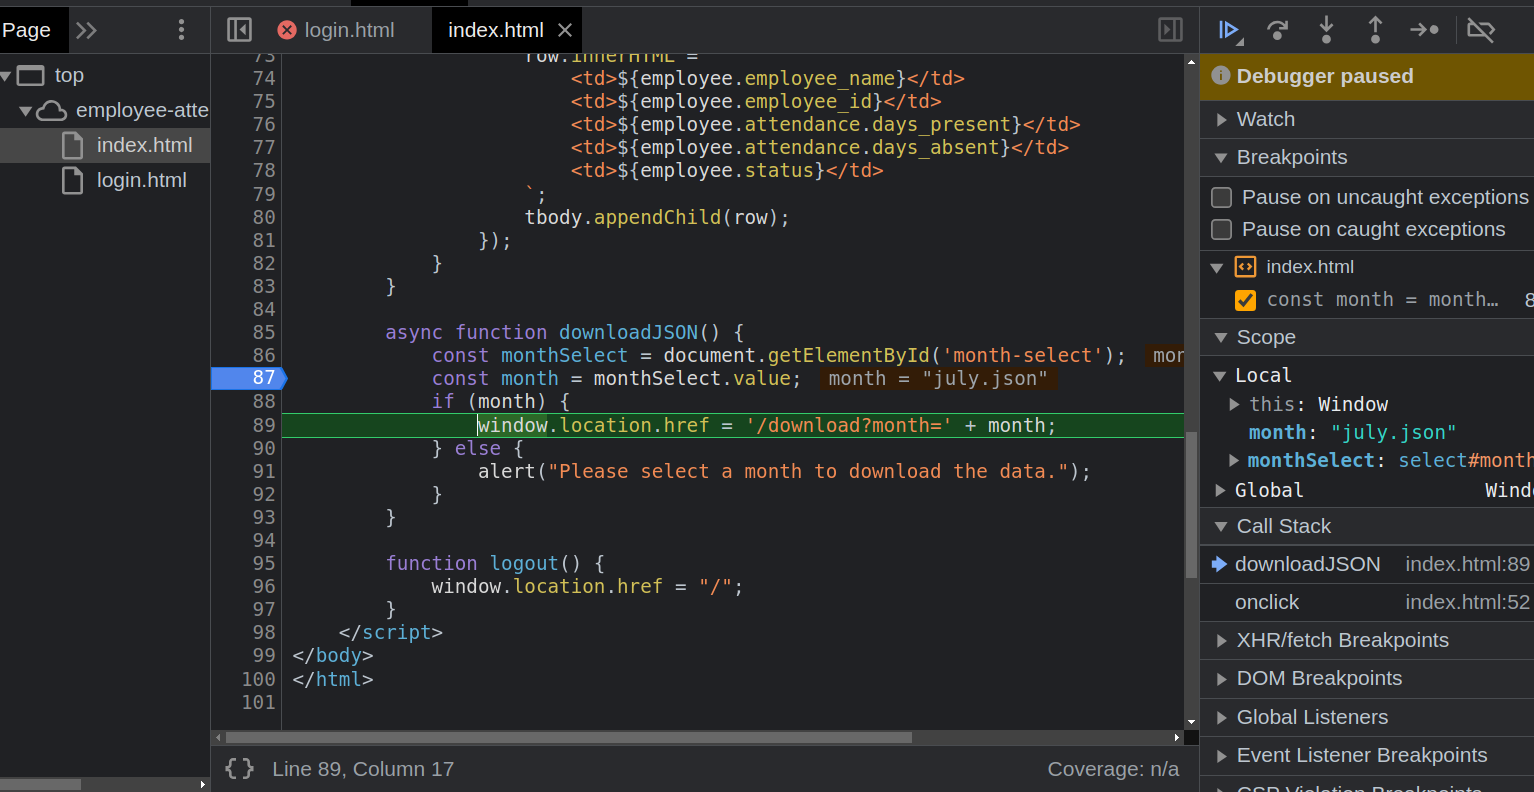 Page
login.html
index.html
top
employee-atte
index.html
login.html
73 row.innerHTML = 
74 <td>${employee.employee_name}</td>
75 <td>${employee.employee_id}</td>
76 <td>${employee.attendance.days_present}</td>
77 <td>${employee.attendance.days_absent}</td>
78 <td>${employee.status}</td>
79 `;
80 tbody.appendChild(row);
81 });
82 }
83 }
84
85 async function downloadJSON() {
86 const monthSelect = document.getElementById('month-select'); mon
87 const month = monthSelect.value; month = "july.json"
88 if (month) {
89 window.location.href = '/download?month=' + month;
90 } else {
91 alert("Please select a month to download the data.");
92 }
93 }
94
95 function logout() {
96 window.location.href = "/";
97 }
98 </script>
99 </body>
100 </html>
101
{} Line 89, Column 17
Coverage: n/a
Debugger paused
Watch
Breakpoints
Pause on uncaught exceptions
Pause on caught exceptions
index.html
const month = month… 8
Scope
Local
this: Window
month: "july.json"
monthSelect: select#month
Global Windo
Call Stack
downloadJSON index.html:89
onclick index.html:52
XHR/fetch Breakpoints
DOM Breakpoints
Global Listeners
Event Listener Breakpoints
CSP Violation Breakpoints